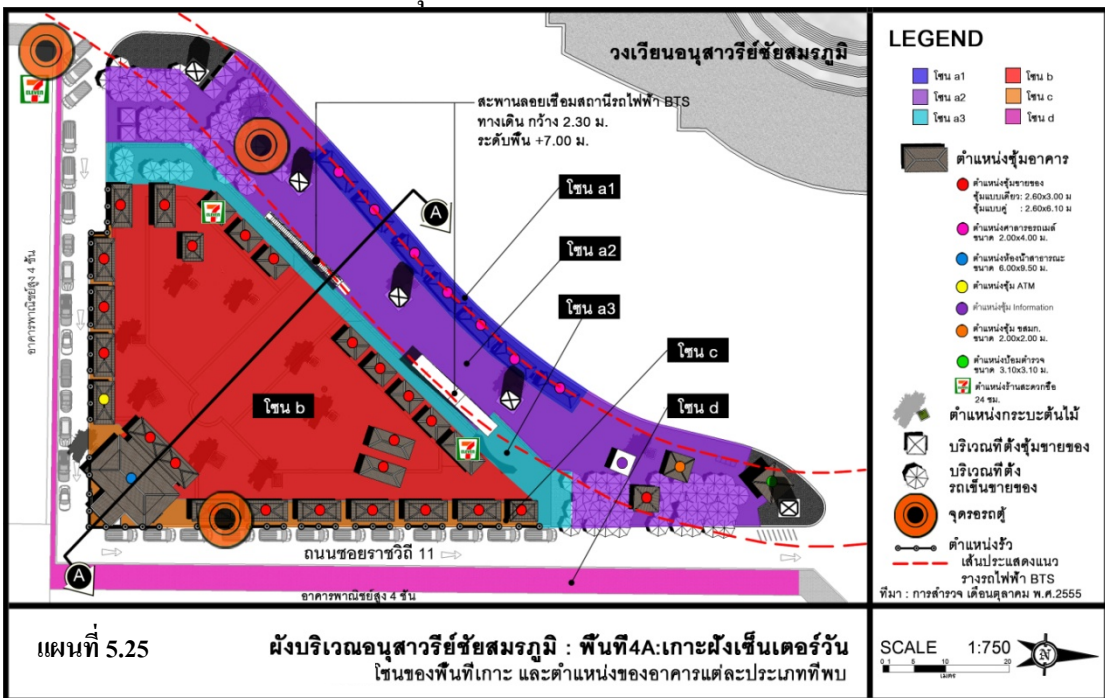 วงเวียนอนุสาวรีย์ชัยสมรภูมิ
สะพานลอยเชื่อมสถานีรถไฟฟ้า BTS
ทางเดิน กว้าง 2.30 ม.
ระดับพื้น +7.00 ม.
7 ELEVEN
A
โซน a1
7 ELEVEN
โซน a2
โซน a3
อาคารพาณิชย์สูง 4 ชั้น
โซน c
โซน b
โซน d
7 ELEVEN
ถนนซอยราชวิถี 11
A
อาคารพาณิชย์สูง 4 ชั้น
LEGEND
โซน a1
โซน b
โซน a2
โซน c
โซน a3
โซน d
ตำแหน่งซุ้มอาคาร
ตำแหน่งซุ้มขายของ
ซุ้มแบบเดี่ยว: 2.60x3.00 ม
ซุ้มแบบคู่ : 2.60x6.10 ม
ตำแหน่งศาลารอรถเมล์
ขนาด 2.00x4.00 ม.
ตำแหน่งห้องน้ำสาธารณะ
ขนาด 6.00x9.50 ม.
ตำแหน่งซุ้ม ATM
ตำแหน่งซุ้ม Information
ตำแหน่งซุ้ม ขสมก.
ขนาด 2.00x2.00 ม.
ตำแหน่งป้อมตำรวจ
ขนาด 3.10x3.10 ม.
7 ELEVEN
ตำแหน่งร้านสะดวกซื้อ
24 ชม.
ตำแหน่งกระบะต้นไม้
บริเวณที่ตั้งซุ้มขายของ
บริเวณที่ตั้ง
รถเข็นขายของ
จุดรอรถตู้
ตำแหน่งรั้ว
เส้นประแสดงแนว
รางรถไฟฟ้า BTS
ที่มา : การสำรวจ เดือนตุลาคม พ.ศ.2555
แผนที่ 5.25
ผังบริเวณอนุสาวรีย์ชัยสมรภูมิ : พื้นที่4A:เกาะฝั่งเซ็นเตอร์วัน
โซนของพื้นที่เกาะ และตำแหน่งของอาคารแต่ละประเภทที่พบ
SCALE 1:750
0 1 5 10 20
เมตร
N